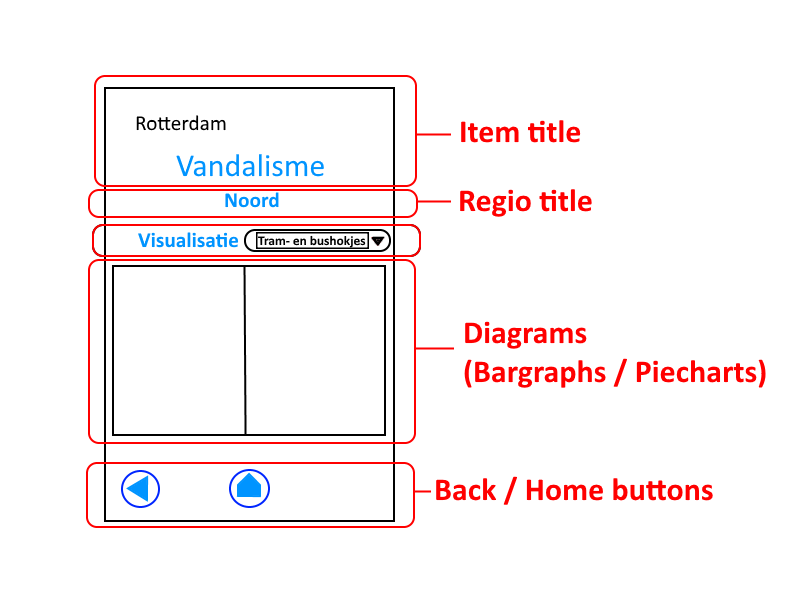 Rotterdam
Vandalisme
Item title
Noord
Regio title
Visualisatie Tram- en bushokjes
Diagrams
(Bargraphs / Piecharts)
Back / Home buttons